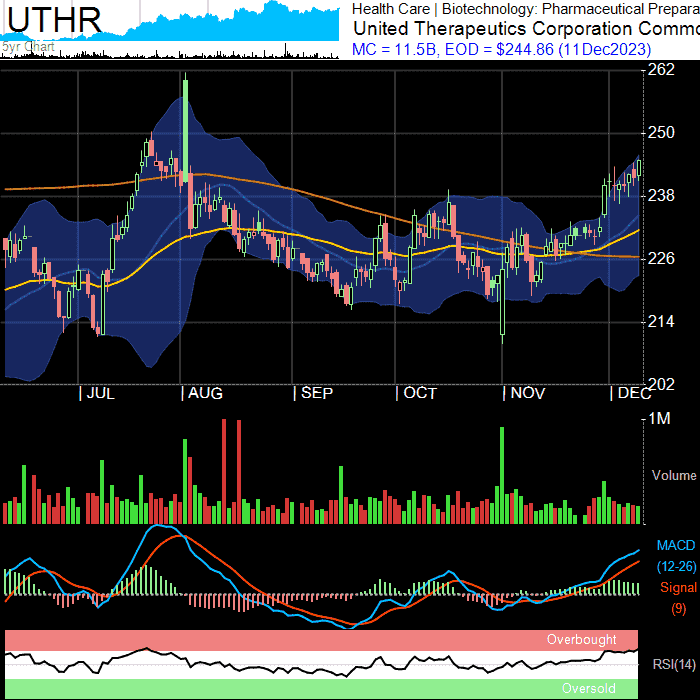 UTHR
5yr Chart
Health Care | Biotechnology: Pharmaceutical Prepara
United Therapeutics Corporation Commo
MC = 11.5B, EOD = $244.86 (11Dec2023)
262
250
238
226
214
202
| JUL | AUG | SEP | OCT | NOV | DEC
1M
Volume
MACD
(12-26)
Signal
(9)
Overbought
RSI(14)
Oversold